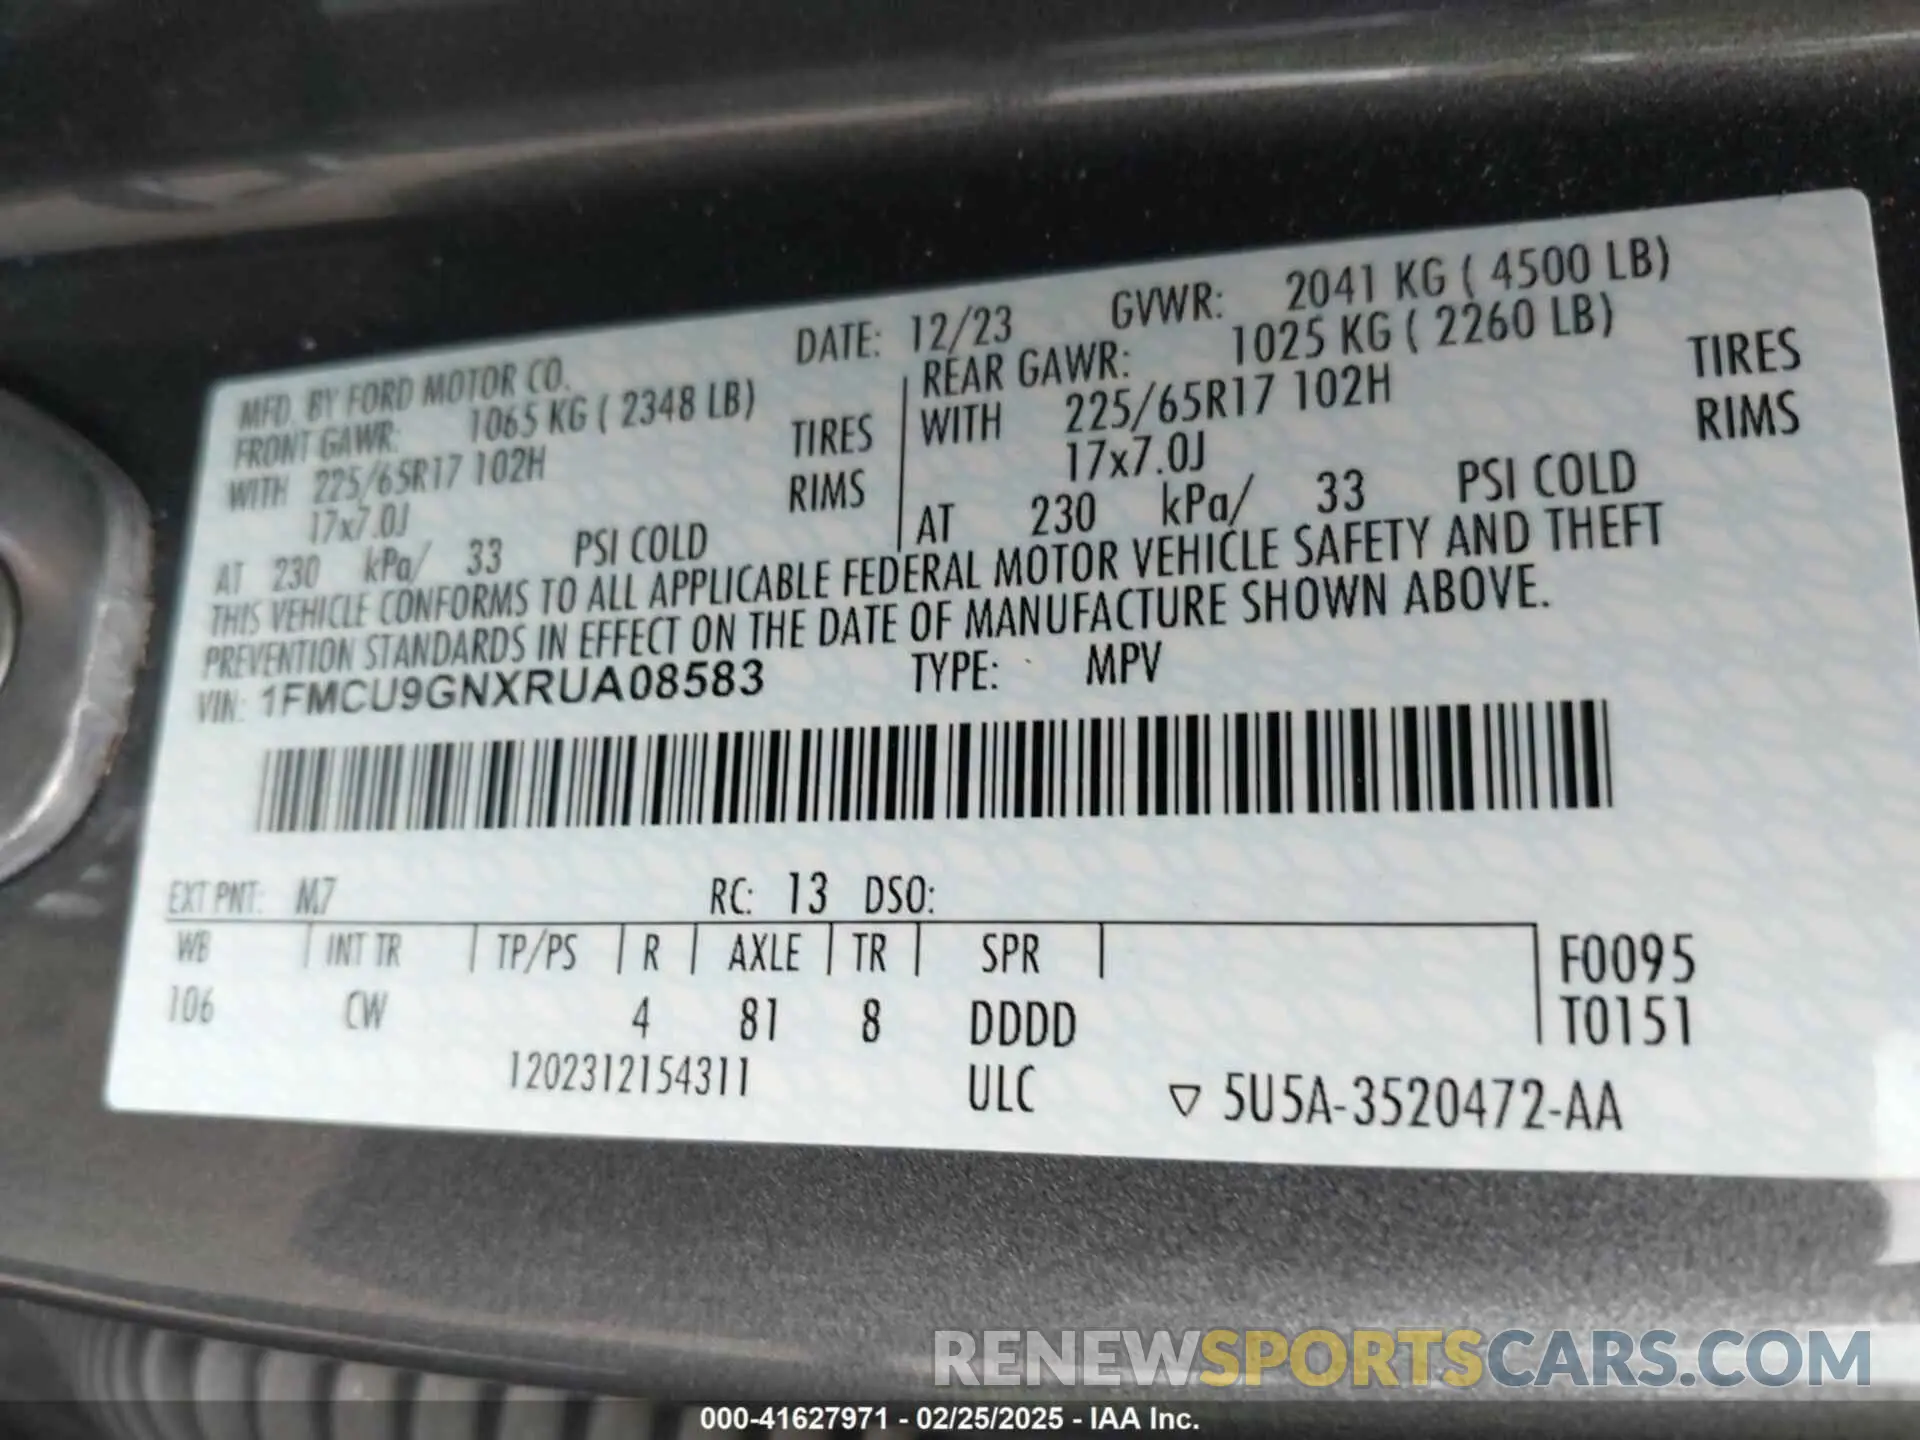 MFD. BY FORD MOTOR CO. DATE: 12/23 GVWR: 2041 KG ( 4500 LB)
FRONT GAWR: 1065 KG ( 2348 LB) REAR GAWR: 1025 KG ( 2260 LB)
WITH 225/65R17 102H TIRES WITH 225/65R17 102H TIRES
17x7.0J RIMS 17x7.0J RIMS
AT 230 kPa/ 33 PSI COLD AT 230 kPa/ 33 PSI COLD
THIS VEHICLE CONFORMS TO ALL APPLICABLE FEDERAL MOTOR VEHICLE SAFETY AND THEFT
PREVENTION STANDARDS IN EFFECT ON THE DATE OF MANUFACTURE SHOWN ABOVE.
VIN: 1FMCU9GNXRUA08583 TYPE: MPV
EXT PNT: M7 RC: 13 DSO:
WB INT TR TP/PS R AXLE TR SPR F0095
106 CW 4 81 8 DDDD T0151
1202312154311 ULC ▽ 5U5A-3520472-AA
RENEWSPORTSCARS.COM
000-41627971 - 02/25/2025 - IAA Inc.